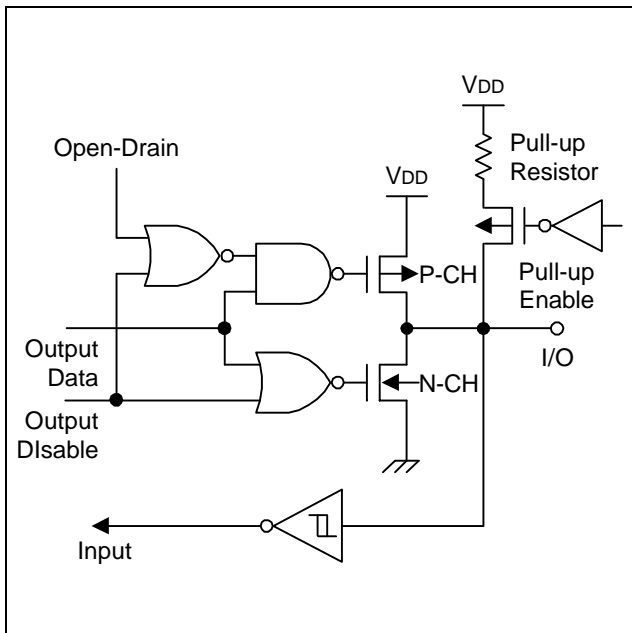 VDD
Pull-up
Resistor
Open-Drain
VDD
P-CH
Pull-up
Enable
I/O
Output
Data
N-CH
Output
DIsable
Input